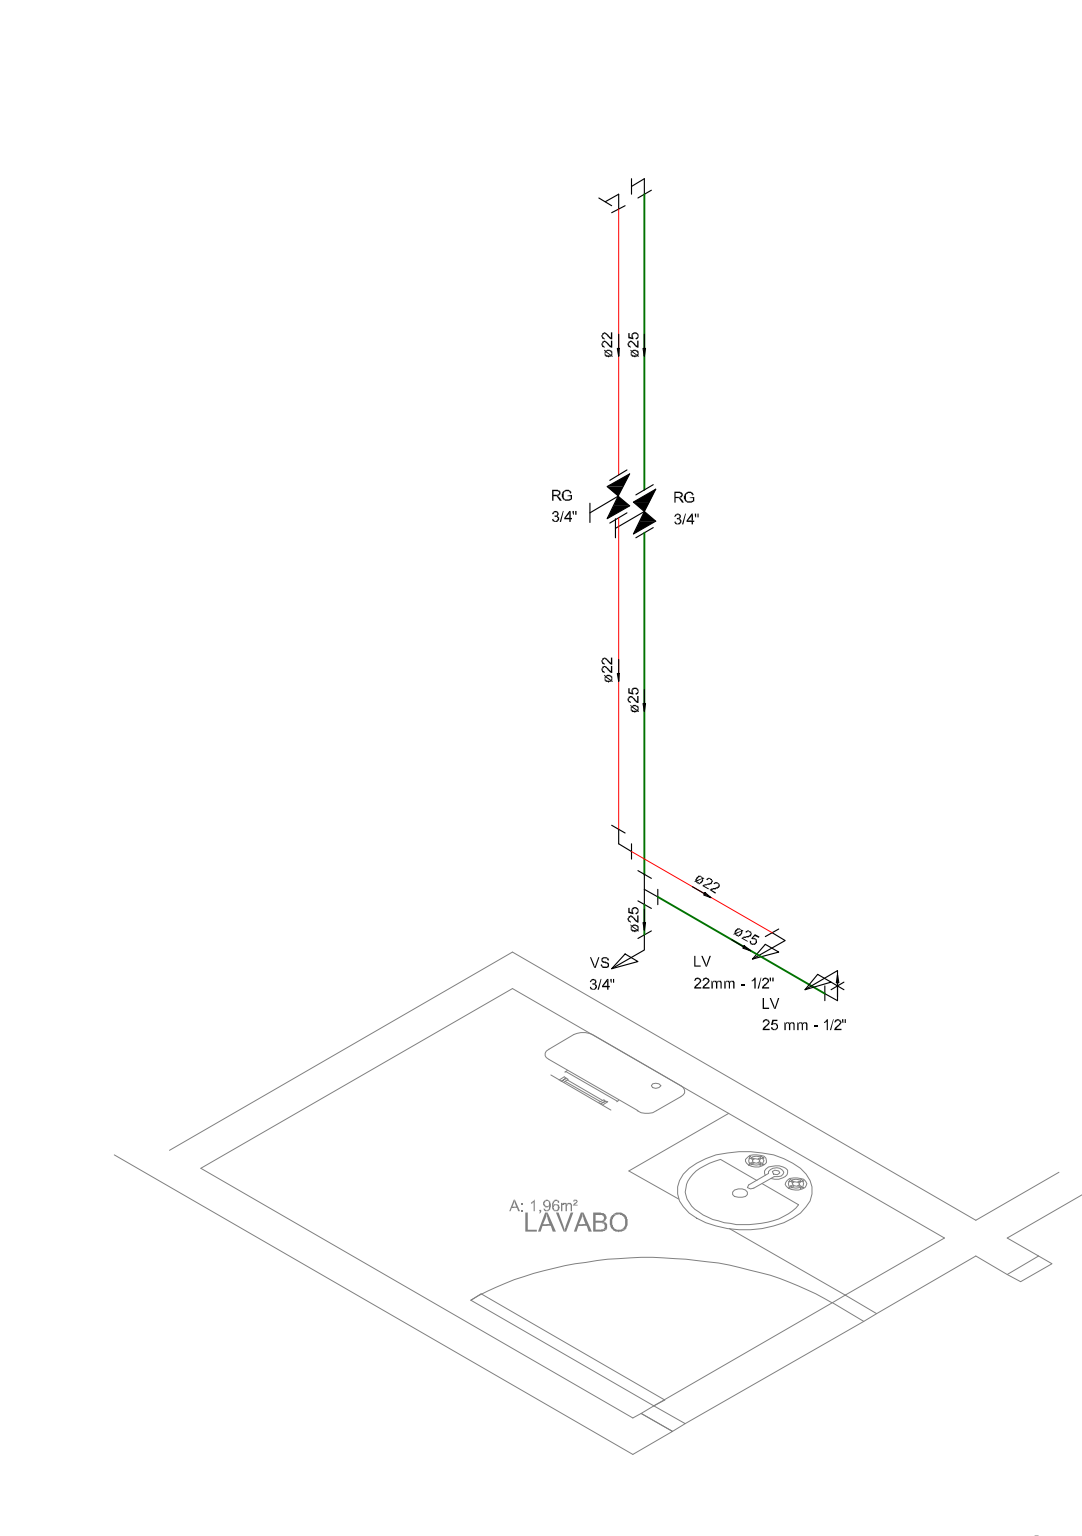 ø22
ø25
RG
3/4"
RG
3/4"
ø22
ø25
ø22
ø25
ø25
VS
3/4"
LV
22mm - 1/2"
LV
25 mm - 1/2"
A: 1,96m²
LAVABO